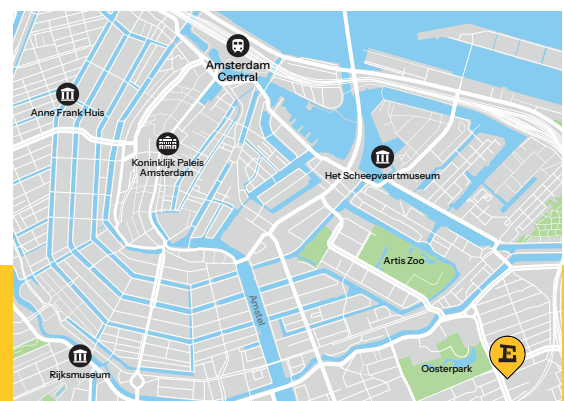 Amsterdam
Central
Anne Frank Huis
Koninklijk Paleis
Amsterdam
Het Scheepvaartmuseum
Artis Zoo
Amstel
Oosterpark
E
Rijksmuseum